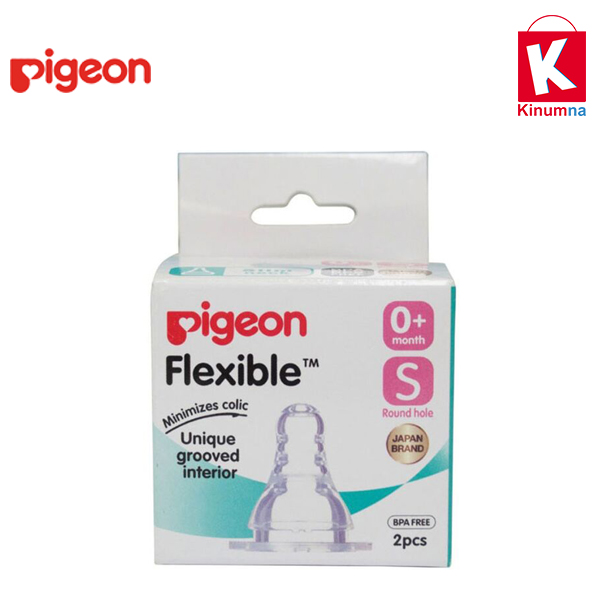 pigeon
K
Kinumna
pigeon
Flexible™
Minimizes colic
Unique
grooved
interior
0+
month
S
Round hole
JAPAN
BRAND
BPA FREE
2pcs